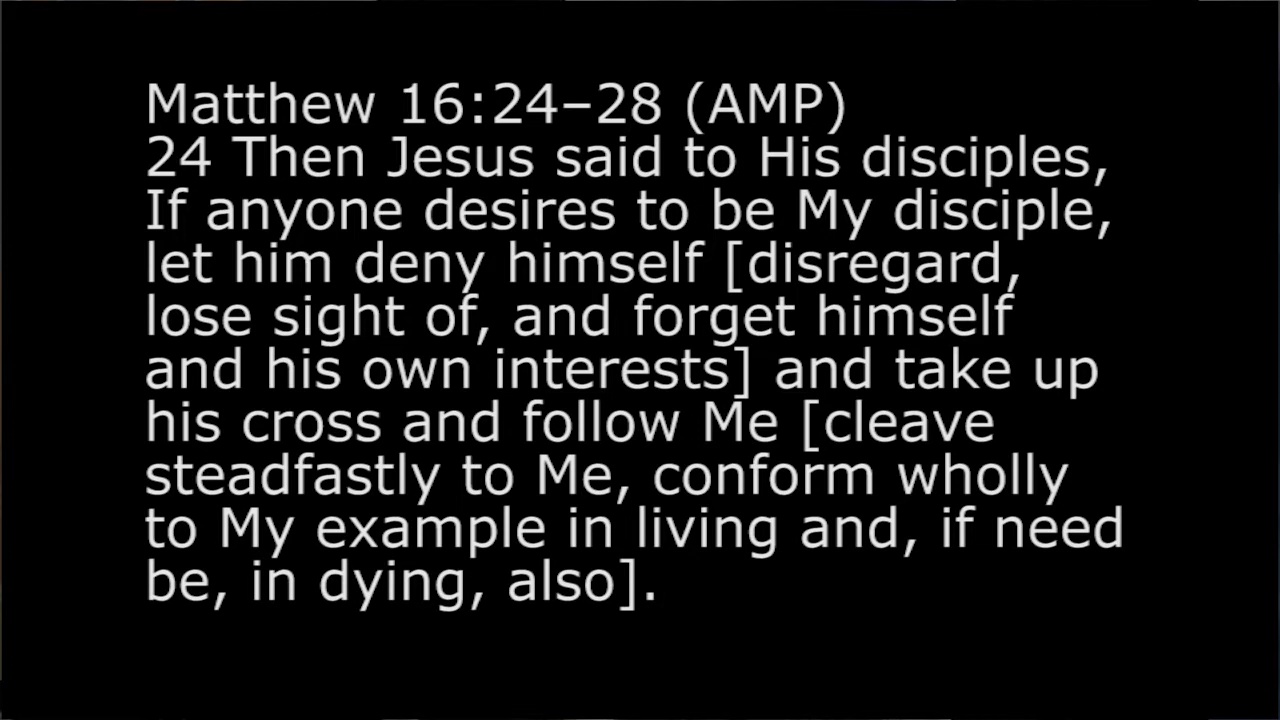 Matthew 16:24–28 (AMP)
24 Then Jesus said to His disciples,
If anyone desires to be My disciple,
let him deny himself [disregard,
lose sight of, and forget himself
and his own interests] and take up
his cross and follow Me [cleave
steadfastly to Me, conform wholly
to My example in living and, if need
be, in dying, also].